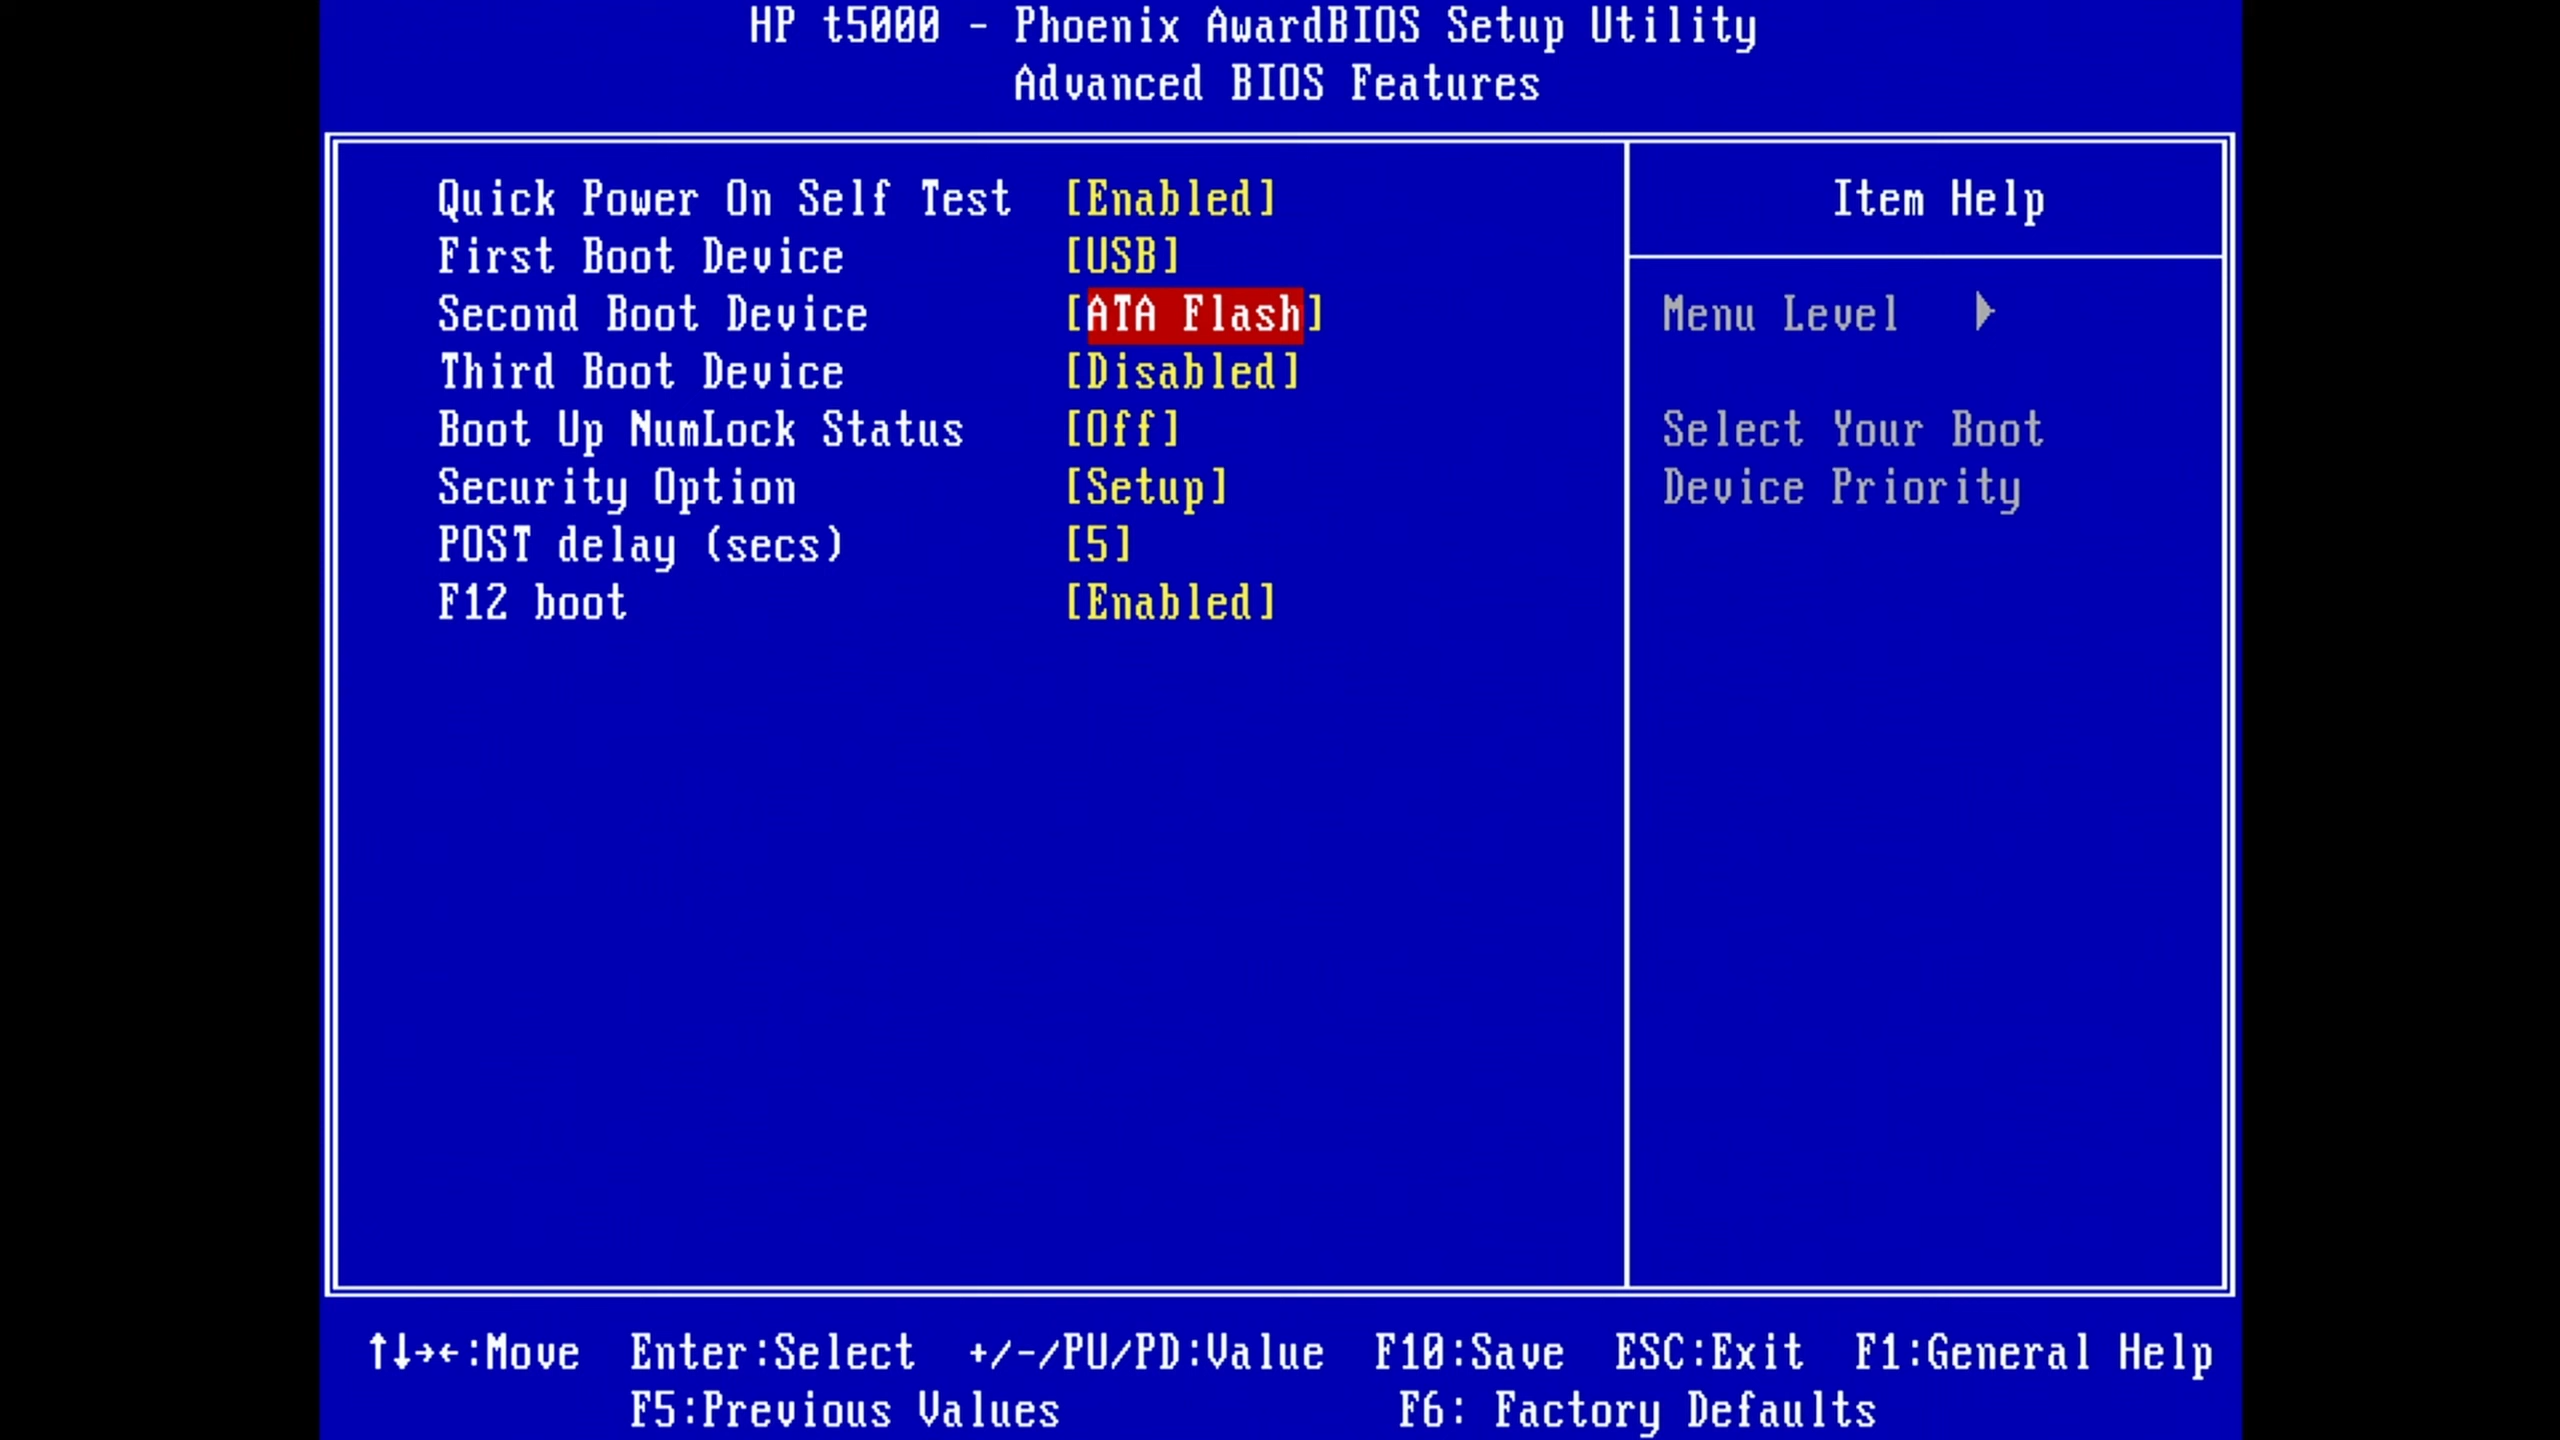 HP t5000 - Phoenix AwardBIOS Setup Utility
Advanced BIOS Features
Quick Power On Self Test [Enabled]
First Boot Device [USB]
Second Boot Device [ATA Flash]
Third Boot Device [Disabled]
Boot Up NumLock Status [Off]
Security Option [Setup]
POST delay (secs) [5]
F12 boot [Enabled]
Item Help
Menu Level ▶
Select Your Boot
Device Priority
↑↓→←:Move Enter:Select +/-/PU/PD:Value F10:Save ESC:Exit F1:General Help
F5:Previous Values F6: Factory Defaults